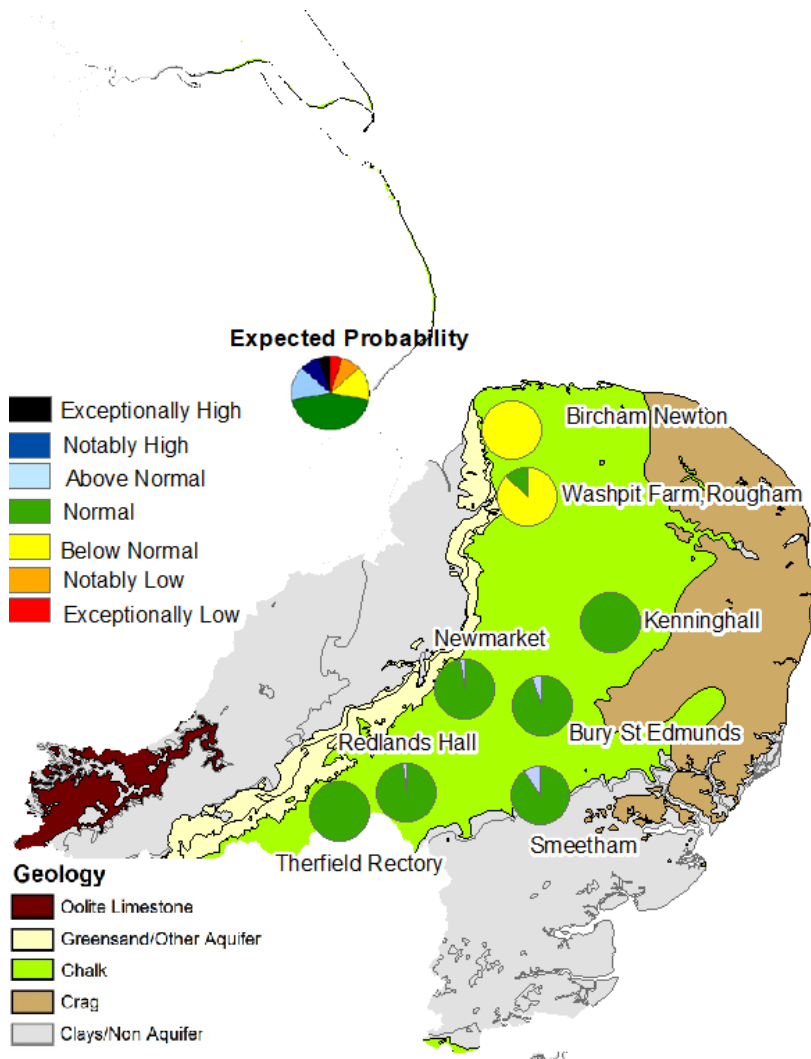 Expected Probability
Exceptionally High
Notably High
Above Normal
Normal
Below Normal
Notably Low
Exceptionally Low
Bircham Newton
Washpit Farm,Rougham
Kenninghall
Newmarket
Bury St Edmunds
Redlands Hall
Smeetham
Therfield Rectory
Geology
Oolite Limestone
Greensand/Other Aquifer
Chalk
Crag
Clays/Non Aquifer